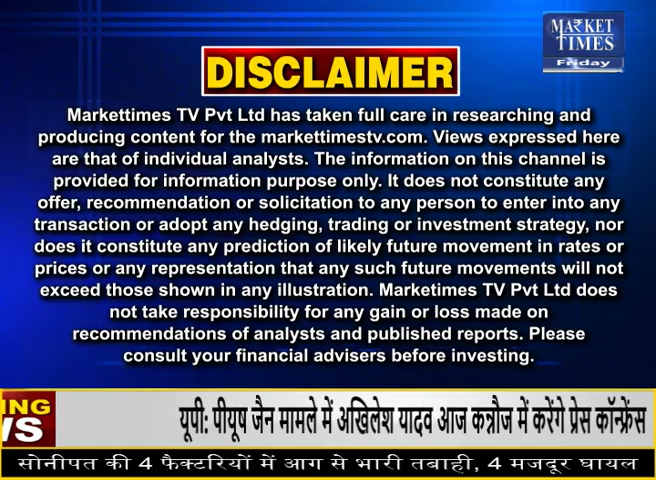 MARKET
TIMES
Friday
DISCLAIMER
Markettimes TV Pvt Ltd has taken full care in researching and
producing content for the markettimestv.com. Views expressed here
are that of individual analysts. The information on this channel is
provided for information purpose only. It does not constitute any
offer, recommendation or solicitation to any person to enter into any
transaction or adopt any hedging, trading or investment strategy, nor
does it constitute any prediction of likely future movement in rates or
prices or any representation that any such future movements will not
exceed those shown in any illustration. Marketimes TV Pvt Ltd does
not take responsibility for any gain or loss made on
recommendations of analysts and published reports. Please
consult your financial advisers before investing.
ING
WS
यूपी: पीयूष जैन मामले में अखिलेश यादव आज कन्नौज में करेंगे प्रेस कॉन्फ्रेंस
सोनीपत की 4 फैक्टरियों में आग से भारी तबाही, 4 मजदूर घायल